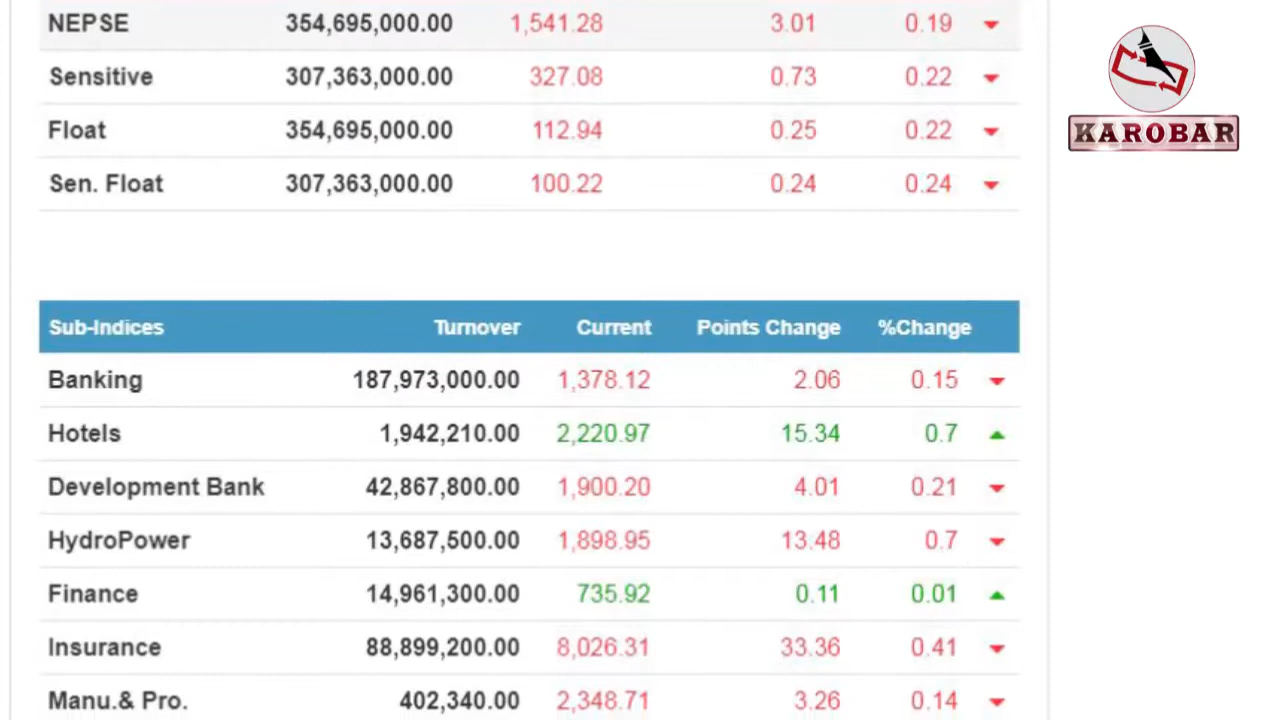 NEPSE 354,695,000.00 1,541.28 3.01 0.19
Sensitive 307,363,000.00 327.08 0.73 0.22
Float 354,695,000.00 112.94 0.25 0.22
Sen. Float 307,363,000.00 100.22 0.24 0.24
KAROBAR
Sub-Indices Turnover Current Points Change %Change
Banking 187,973,000.00 1,378.12 2.06 0.15
Hotels 1,942,210.00 2,220.97 15.34 0.7
Development Bank 42,867,800.00 1,900.20 4.01 0.21
HydroPower 13,687,500.00 1,898.95 13.48 0.7
Finance 14,961,300.00 735.92 0.11 0.01
Insurance 88,899,200.00 8,026.31 33.36 0.41
Manu.& Pro. 402,340.00 2,348.71 3.26 0.14